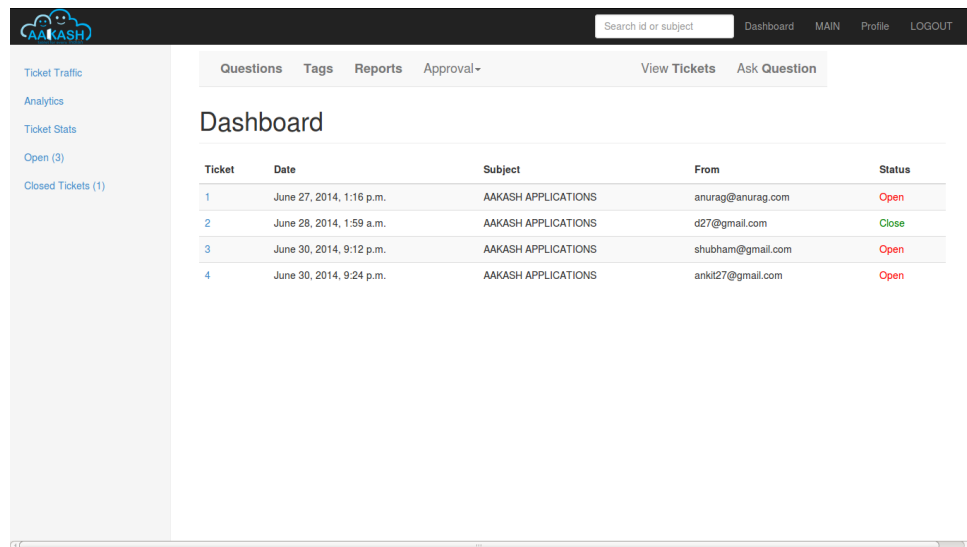 AAKASH
Search id or subject Dashboard MAIN Profile LOGOUT
Ticket Traffic
Analytics
Ticket Stats
Open (3)
Closed Tickets (1)
Questions Tags Reports Approval View Tickets Ask Question
Dashboard
Ticket Date Subject From Status
1 June 27, 2014, 1:16 p.m. AAKASH APPLICATIONS anurag@anurag.com Open
2 June 28, 2014, 1:59 a.m. AAKASH APPLICATIONS d27@gmail.com Close
3 June 30, 2014, 9:12 p.m. AAKASH APPLICATIONS shubham@gmail.com Open
4 June 30, 2014, 9:24 p.m. AAKASH APPLICATIONS ankit27@gmail.com Open